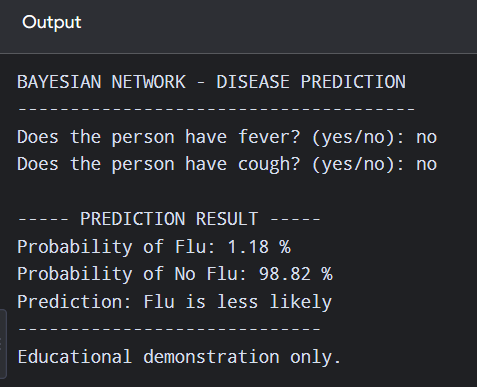 Output
BAYESIAN NETWORK - DISEASE PREDICTION
--------------------------------------
Does the person have fever? (yes/no): no
Does the person have cough? (yes/no): no
----- PREDICTION RESULT -----
Probability of Flu: 1.18 %
Probability of No Flu: 98.82 %
Prediction: Flu is less likely
-----------------------------
Educational demonstration only.